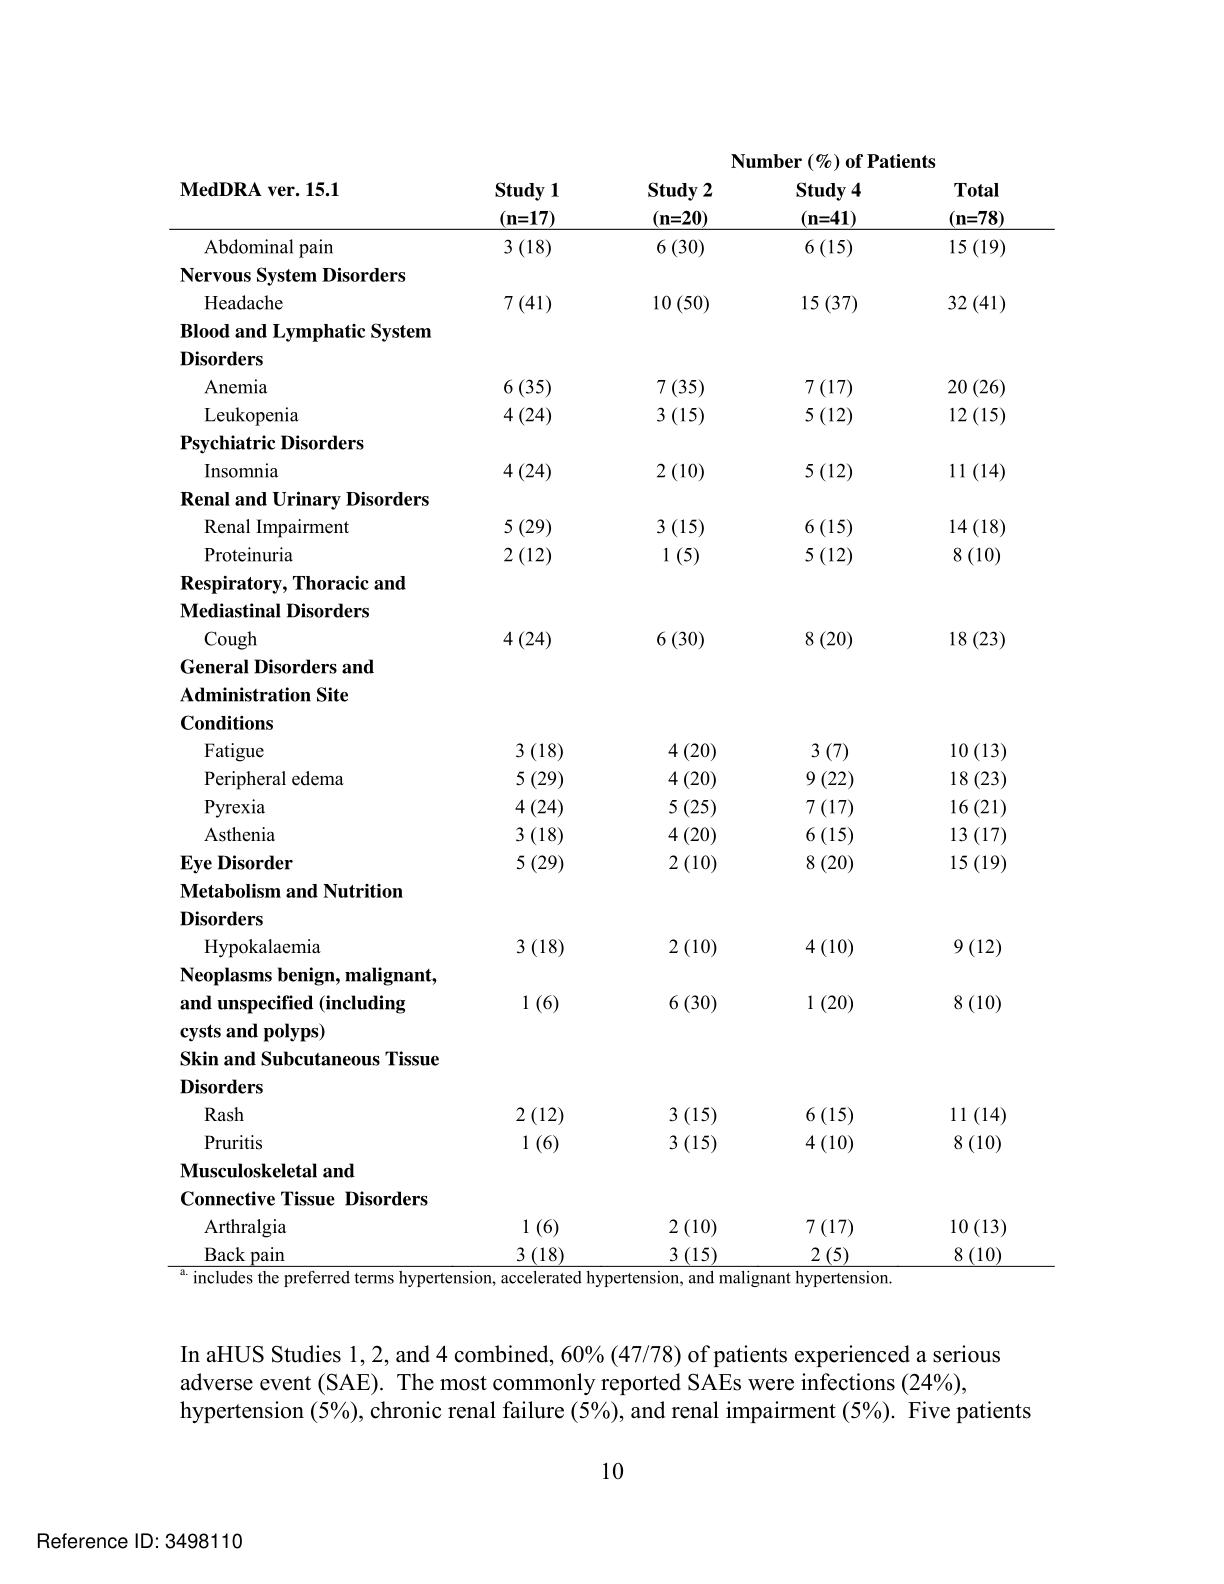 Number (%) of Patients
MedDRA ver. 15.1 Study 1 Study 2 Study 4 Total
(n=17) (n=20) (n=41) (n=78)
Abdominal pain 3 (18) 6 (30) 6 (15) 15 (19)
Nervous System Disorders
Headache 7 (41) 10 (50) 15 (37) 32 (41)
Blood and Lymphatic System
Disorders
Anemia 6 (35) 7 (35) 7 (17) 20 (26)
Leukopenia 4 (24) 3 (15) 5 (12) 12 (15)
Psychiatric Disorders
Insomnia 4 (24) 2 (10) 5 (12) 11 (14)
Renal and Urinary Disorders
Renal Impairment 5 (29) 3 (15) 6 (15) 14 (18)
Proteinuria 2 (12) 1 (5) 5 (12) 8 (10)
Respiratory, Thoracic and
Mediastinal Disorders
Cough 4 (24) 6 (30) 8 (20) 18 (23)
General Disorders and
Administration Site
Conditions
Fatigue 3 (18) 4 (20) 3 (7) 10 (13)
Peripheral edema 5 (29) 4 (20) 9 (22) 18 (23)
Pyrexia 4 (24) 5 (25) 7 (17) 16 (21)
Asthenia 3 (18) 4 (20) 6 (15) 13 (17)
Eye Disorder 5 (29) 2 (10) 8 (20) 15 (19)
Metabolism and Nutrition
Disorders
Hypokalaemia 3 (18) 2 (10) 4 (10) 9 (12)
Neoplasms benign, malignant,
and unspecified (including 1 (6) 6 (30) 1 (20) 8 (10)
cysts and polyps)
Skin and Subcutaneous Tissue
Disorders
Rash 2 (12) 3 (15) 6 (15) 11 (14)
Pruritis 1 (6) 3 (15) 4 (10) 8 (10)
Musculoskeletal and
Connective Tissue Disorders
Arthralgia 1 (6) 2 (10) 7 (17) 10 (13)
Back pain 3 (18) 3 (15) 2 (5) 8 (10)
a. includes the preferred terms hypertension, accelerated hypertension, and malignant hypertension.
In aHUS Studies 1, 2, and 4 combined, 60% (47/78) of patients experienced a serious
adverse event (SAE). The most commonly reported SAEs were infections (24%),
hypertension (5%), chronic renal failure (5%), and renal impairment (5%). Five patients
10
Reference ID: 3498110